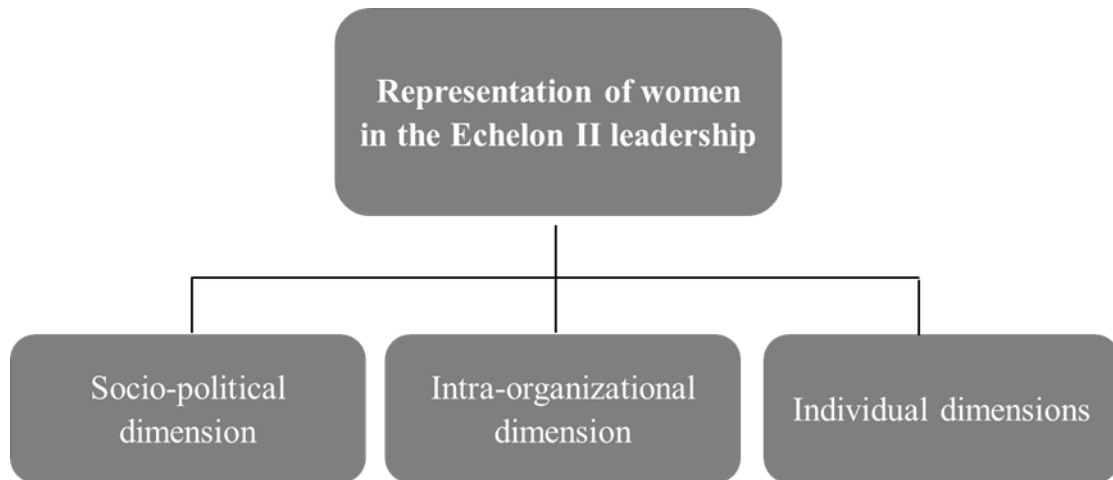 Representation of women
in the Echelon II leadership
Socio-political
dimension
Intra-organizational
dimension
Individual dimensions